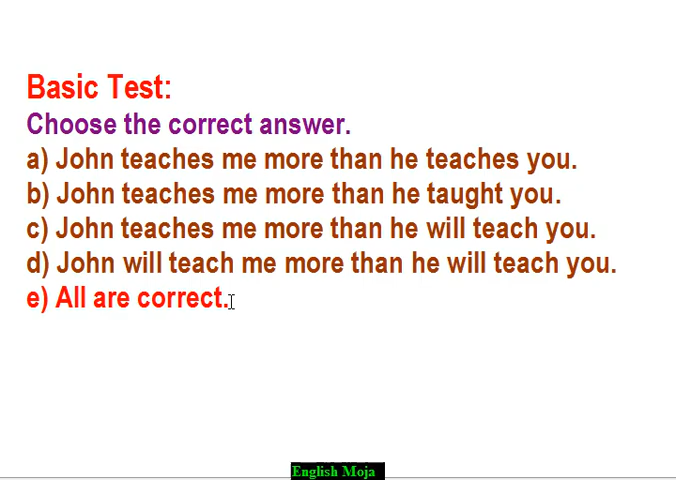 Basic Test:
Choose the correct answer.
a) John teaches me more than he teaches you.
b) John teaches me more than he taught you.
c) John teaches me more than he will teach you.
d) John will teach me more than he will teach you.
e) All are correct.
English Moja